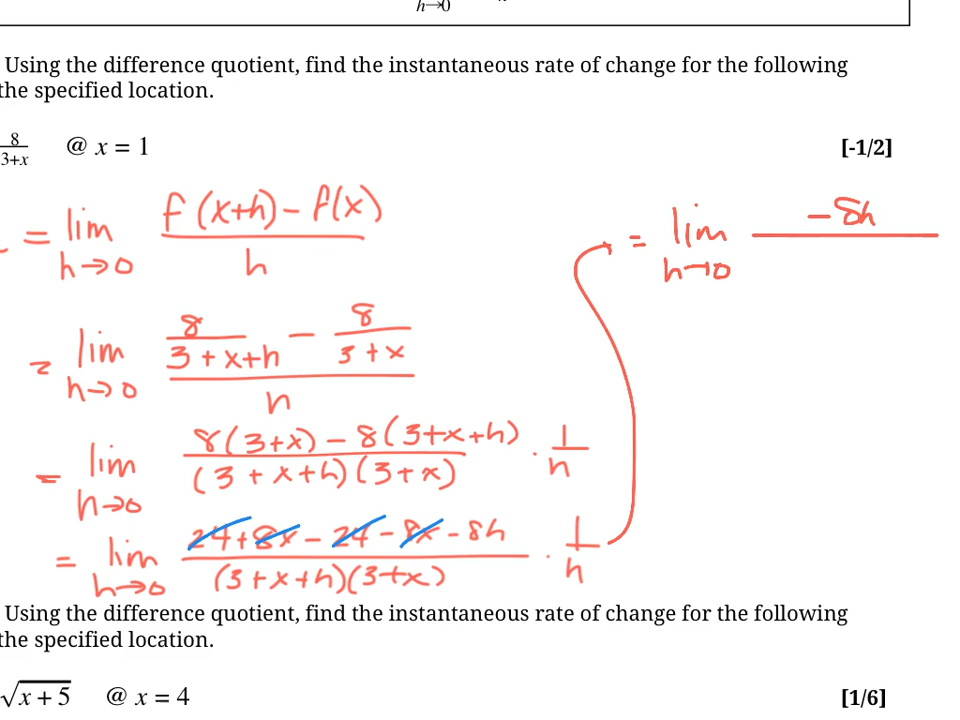 h→0
Using the difference quotient, find the instantaneous rate of change for the following
the specified location.
8/3+x @ x = 1 [-1/2]
= lim h→0 f(x+h) - f(x) / h
= lim h→0 8/3+x+h - 8/3+x / h
= lim h→0 8(3+x) - 8(3+x+h) / (3+x+h)(3+x) · 1/h
= lim h→0 24+8x - 24 - 8x - 8h / (3+x+h)(3+x) · 1/h
= lim h→0 -8h
Using the difference quotient, find the instantaneous rate of change for the following
the specified location.
√x + 5 @ x = 4 [1/6]